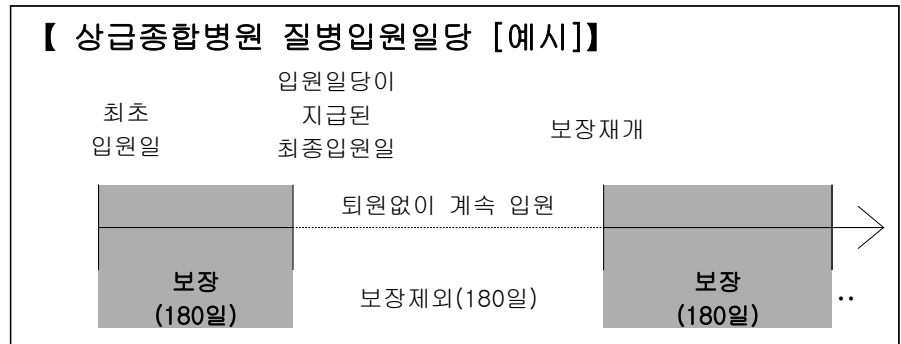 【 상급종합병원 질병입원일당 [예시]】
최초
입원일
입원일당이
지급된
최종입원일
보장재개
퇴원없이 계속 입원
보장
(180일)
보장제외(180일)
보장
(180일)
..